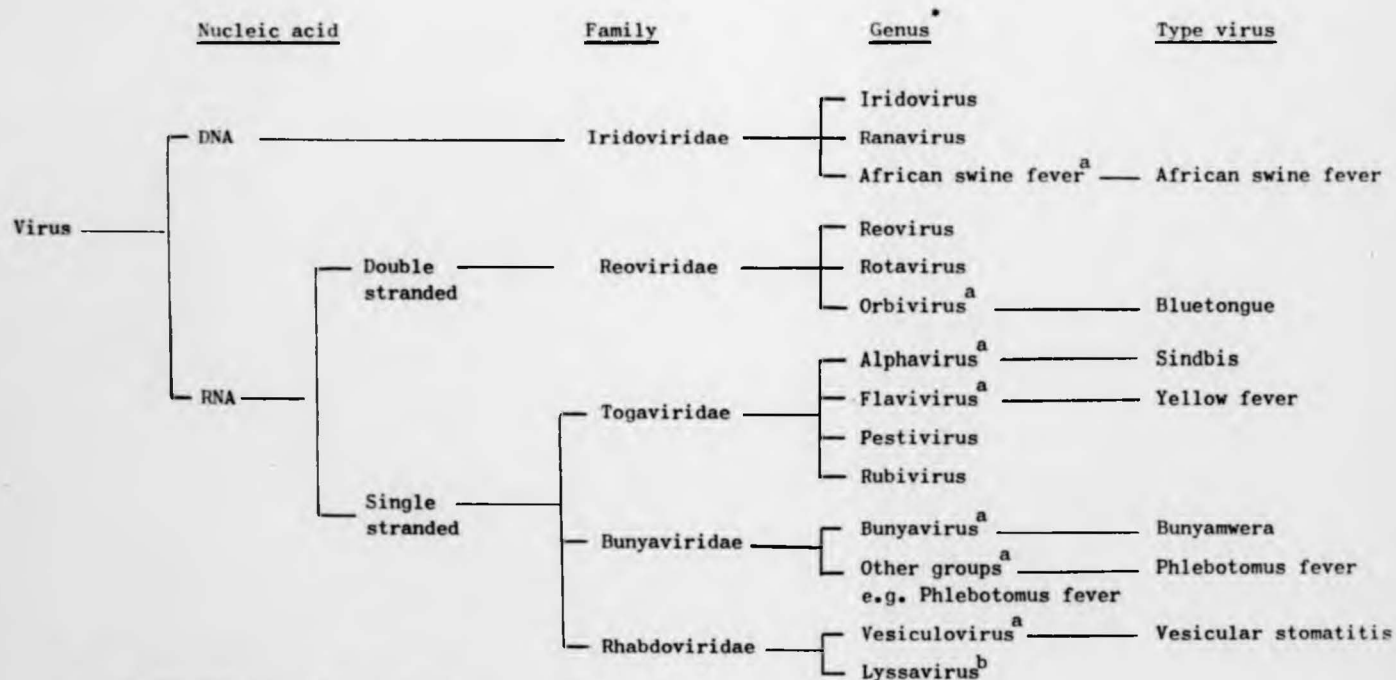 Nucleic acid Family Genus* Type virus
Iridovirus
DNA Iridoviridae Ranavirus
African swine fever^a African swine fever
Virus
Reovirus
Double stranded Reoviridae Rotavirus
Orbivirus^a Bluetongue
Alphavirus^a Sindbis
RNA Togaviridae Flavivirus^a Yellow fever
Pestivirus
Rubivirus
Single stranded
Bunyaviridae Bunyavirus^a Bunyamwera
Other groups^a Phlebotomus fever
e.g. Phlebotomus fever
Rhabdoviridae Vesiculovirus^a Vesicular stomatitis
Lyssavirus^b